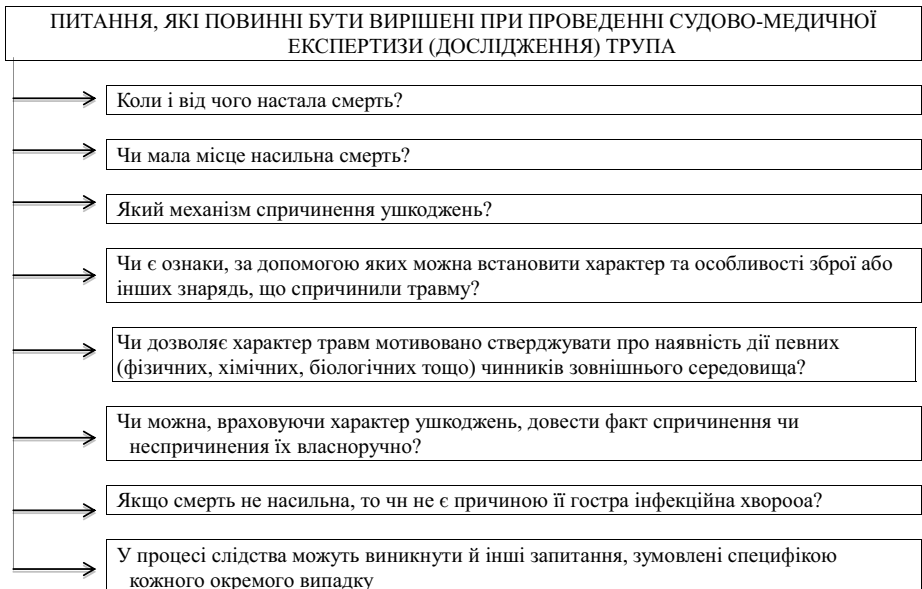 ПИТАННЯ, ЯКІ ПОВИННІ БУТИ ВИРІШЕНІ ПРИ ПРОВЕДЕННІ СУДОВО-МЕДИЧНОЇ
ЕКСПЕРТИЗИ (ДОСЛІДЖЕННЯ) ТРУПА
Коли і від чого настала смерть?
Чи мала місце насильна смерть?
Який механізм спричинення ушкоджень?
Чи є ознаки, за допомогою яких можна встановити характер та особливості зброї або
інших знарядь, що спричинили травму?
Чи дозволяє характер травм мотивовано стверджувати про наявність дії певних
(фізичних, хімічних, біологічних тощо) чинників зовнішнього середовища?
Чи можна, враховуючи характер ушкоджень, довести факт спричинення чи
неспричинення їх власноручно?
Якщо смерть не насильна, то чн не є причиною її гостра інфекційна хворооа?
У процесі слідства можуть виникнути й інші запитання, зумовлені специфікою
кожного окремого випадку